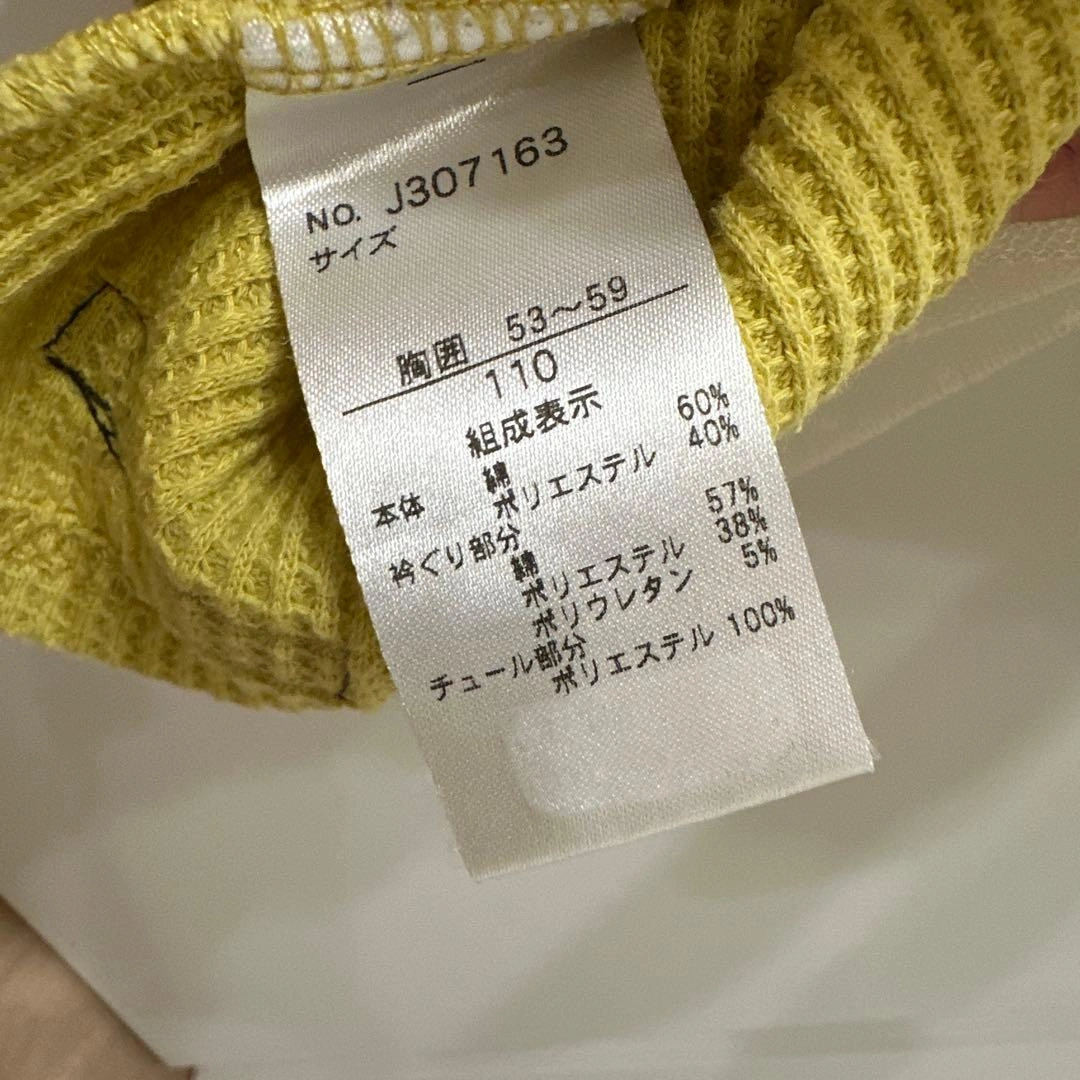 No. J307163
サイズ
胸囲 53～59
110
組成表示
本体 綿 60%
ポリエステル 40%
衿ぐり部分
綿 57%
ポリエステル 38%
ポリウレタン 5%
チュール部分
ポリエステル 100%